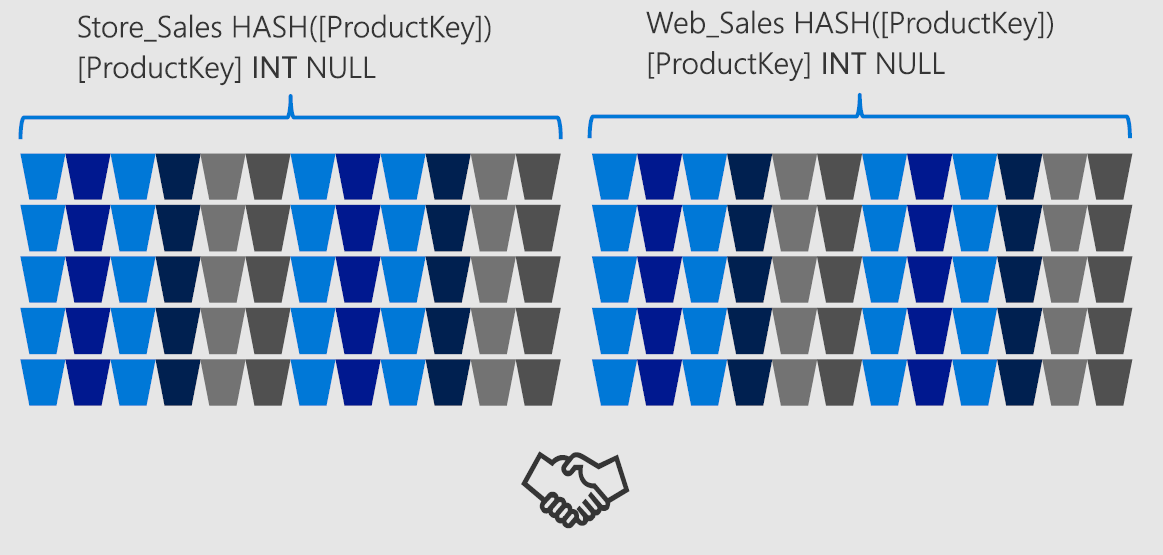 Store_Sales HASH([ProductKey])
[ProductKey] INT NULL
Web_Sales HASH([ProductKey])
[ProductKey] INT NULL